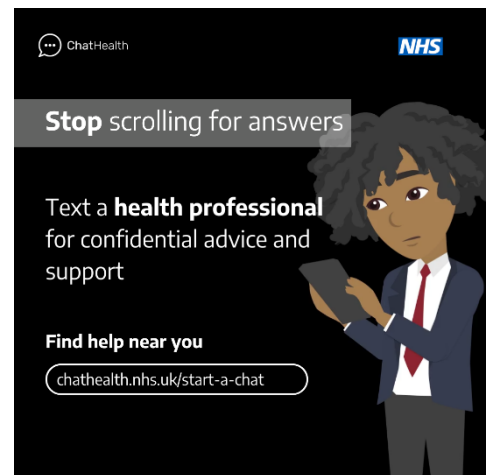 ChatHealth
NHS
Stop scrolling for answers
Text a health professional
for confidential advice and
support
Find help near you
chathealth.nhs.uk/start-a-chat